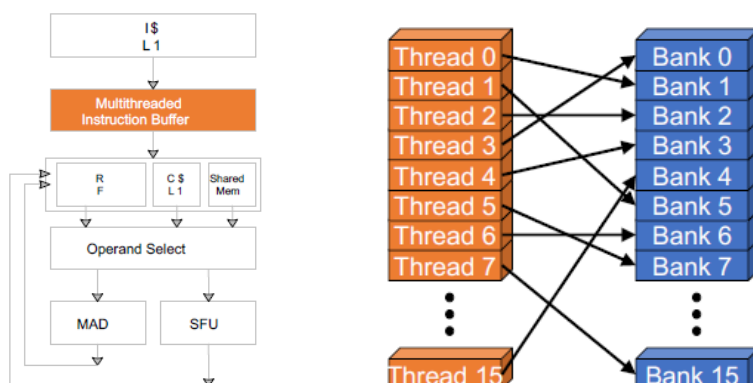 I $
L 1
Multithreaded
Instruction Buffer
R
F
C $
L 1
Shared
Mem
Operand Select
MAD
SFU
Thread 0
Thread 1
Thread 2
Thread 3
Thread 4
Thread 5
Thread 6
Thread 7
Thread 15
Bank 0
Bank 1
Bank 2
Bank 3
Bank 4
Bank 5
Bank 6
Bank 7
Bank 15